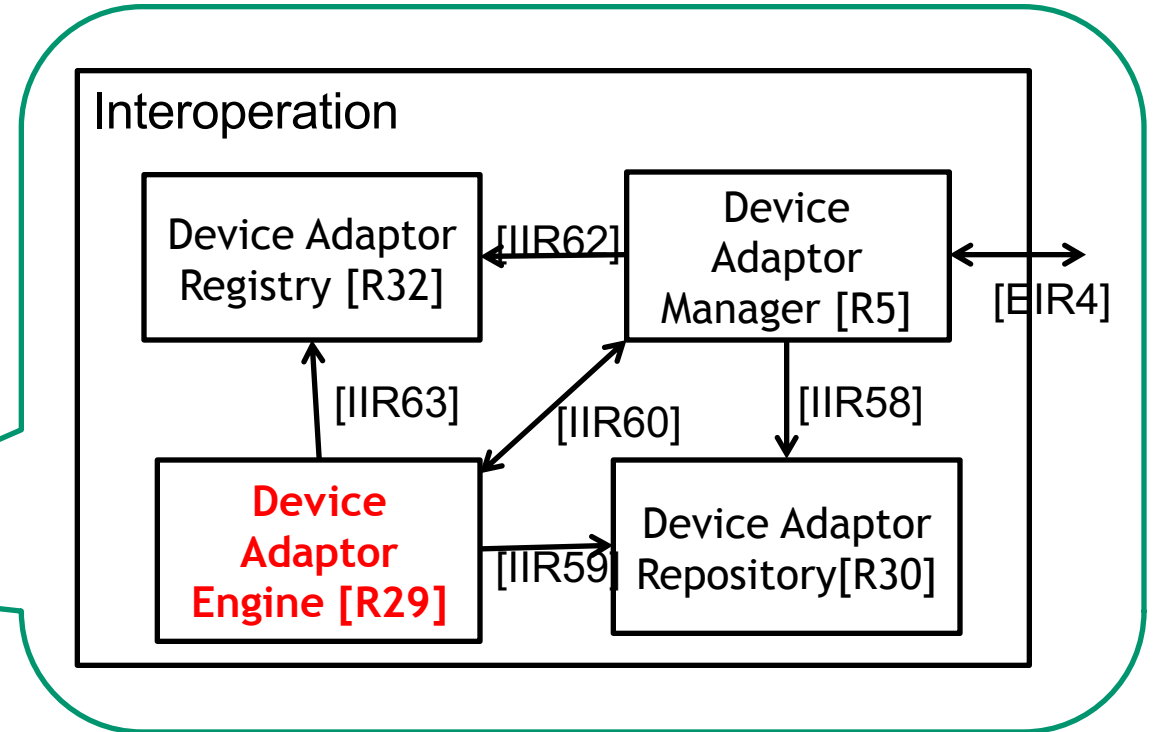 Interoperation
Device Adaptor
Registry [R32]
[IIR62]
Device
Adaptor
Manager [R5]
[EIR4]
[IIR63]
[IIR60]
[IIR58]
Device
Adaptor
Engine [R29]
[IIR59]
Device Adaptor
Repository[R30]